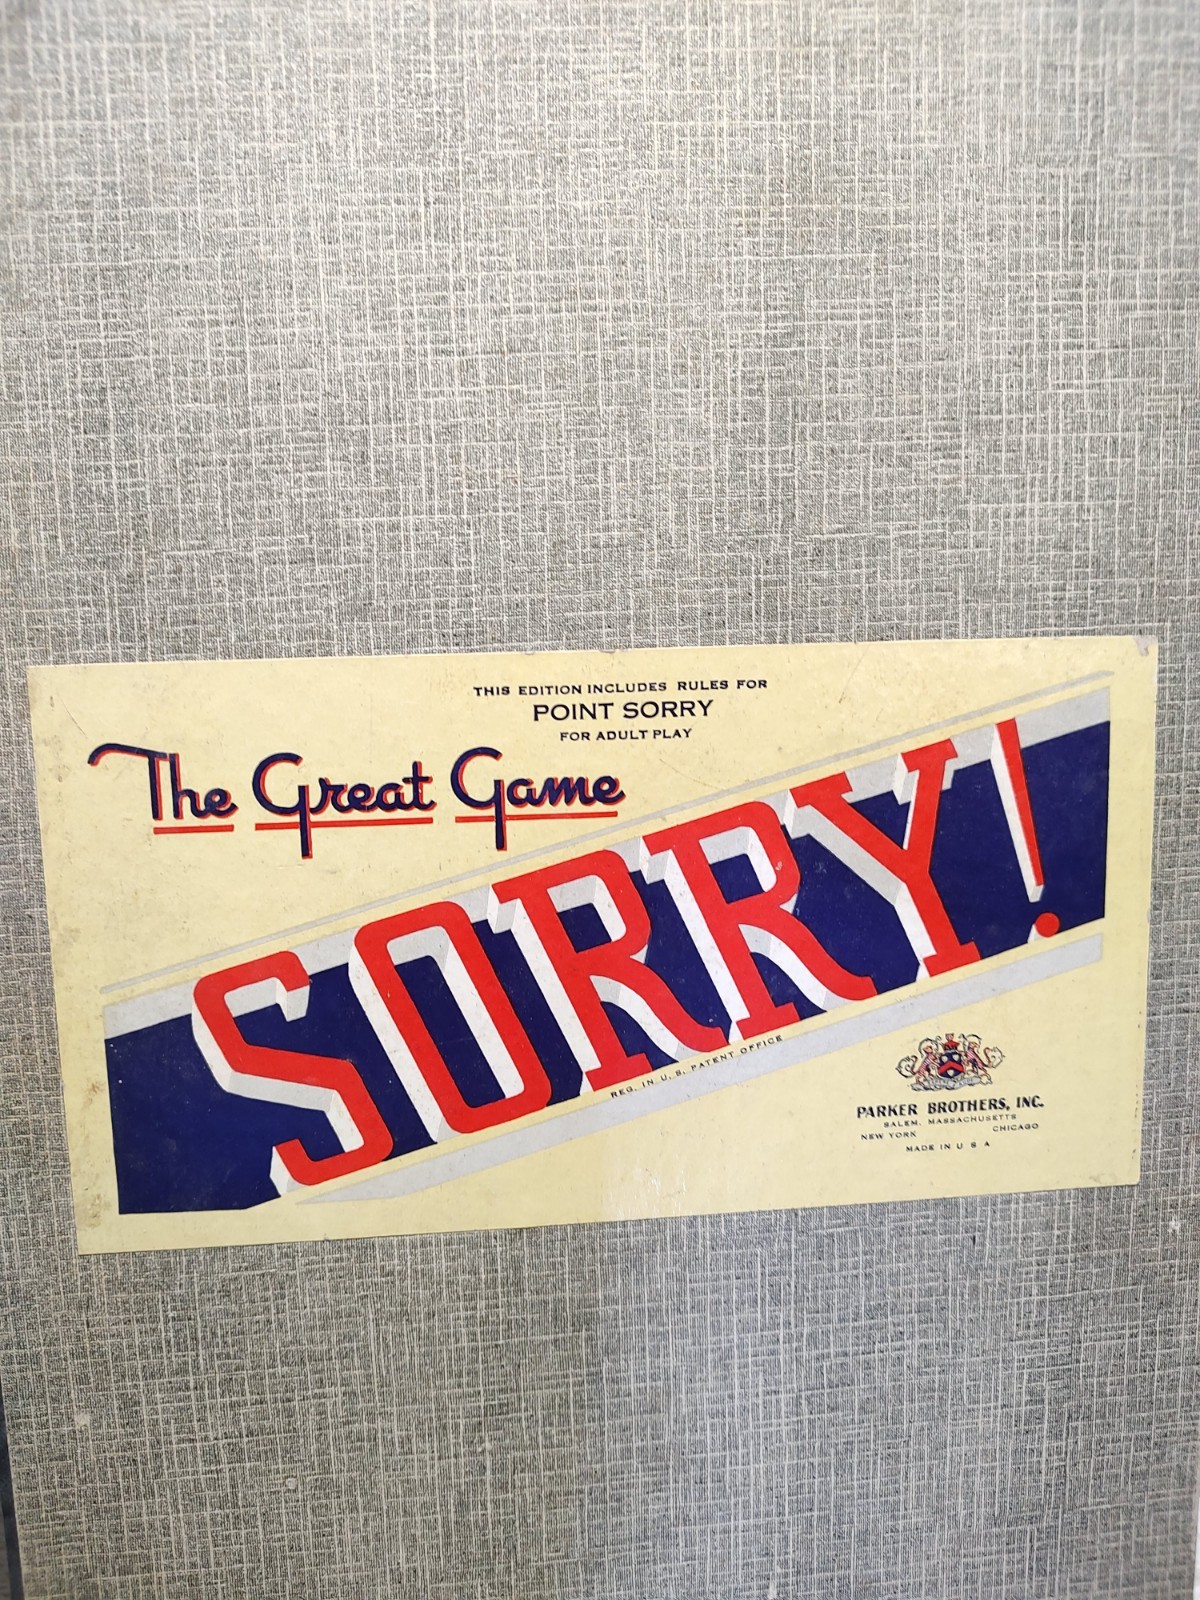 THIS EDITION INCLUDES RULES FOR
POINT SORRY
FOR ADULT PLAY
The Great Game
SORRY!
REG. IN U. S. PATENT OFFICE
PARKER BROTHERS, INC.
SALEM, MASSACHUSETTS
NEW YORK CHICAGO
MADE IN U S A